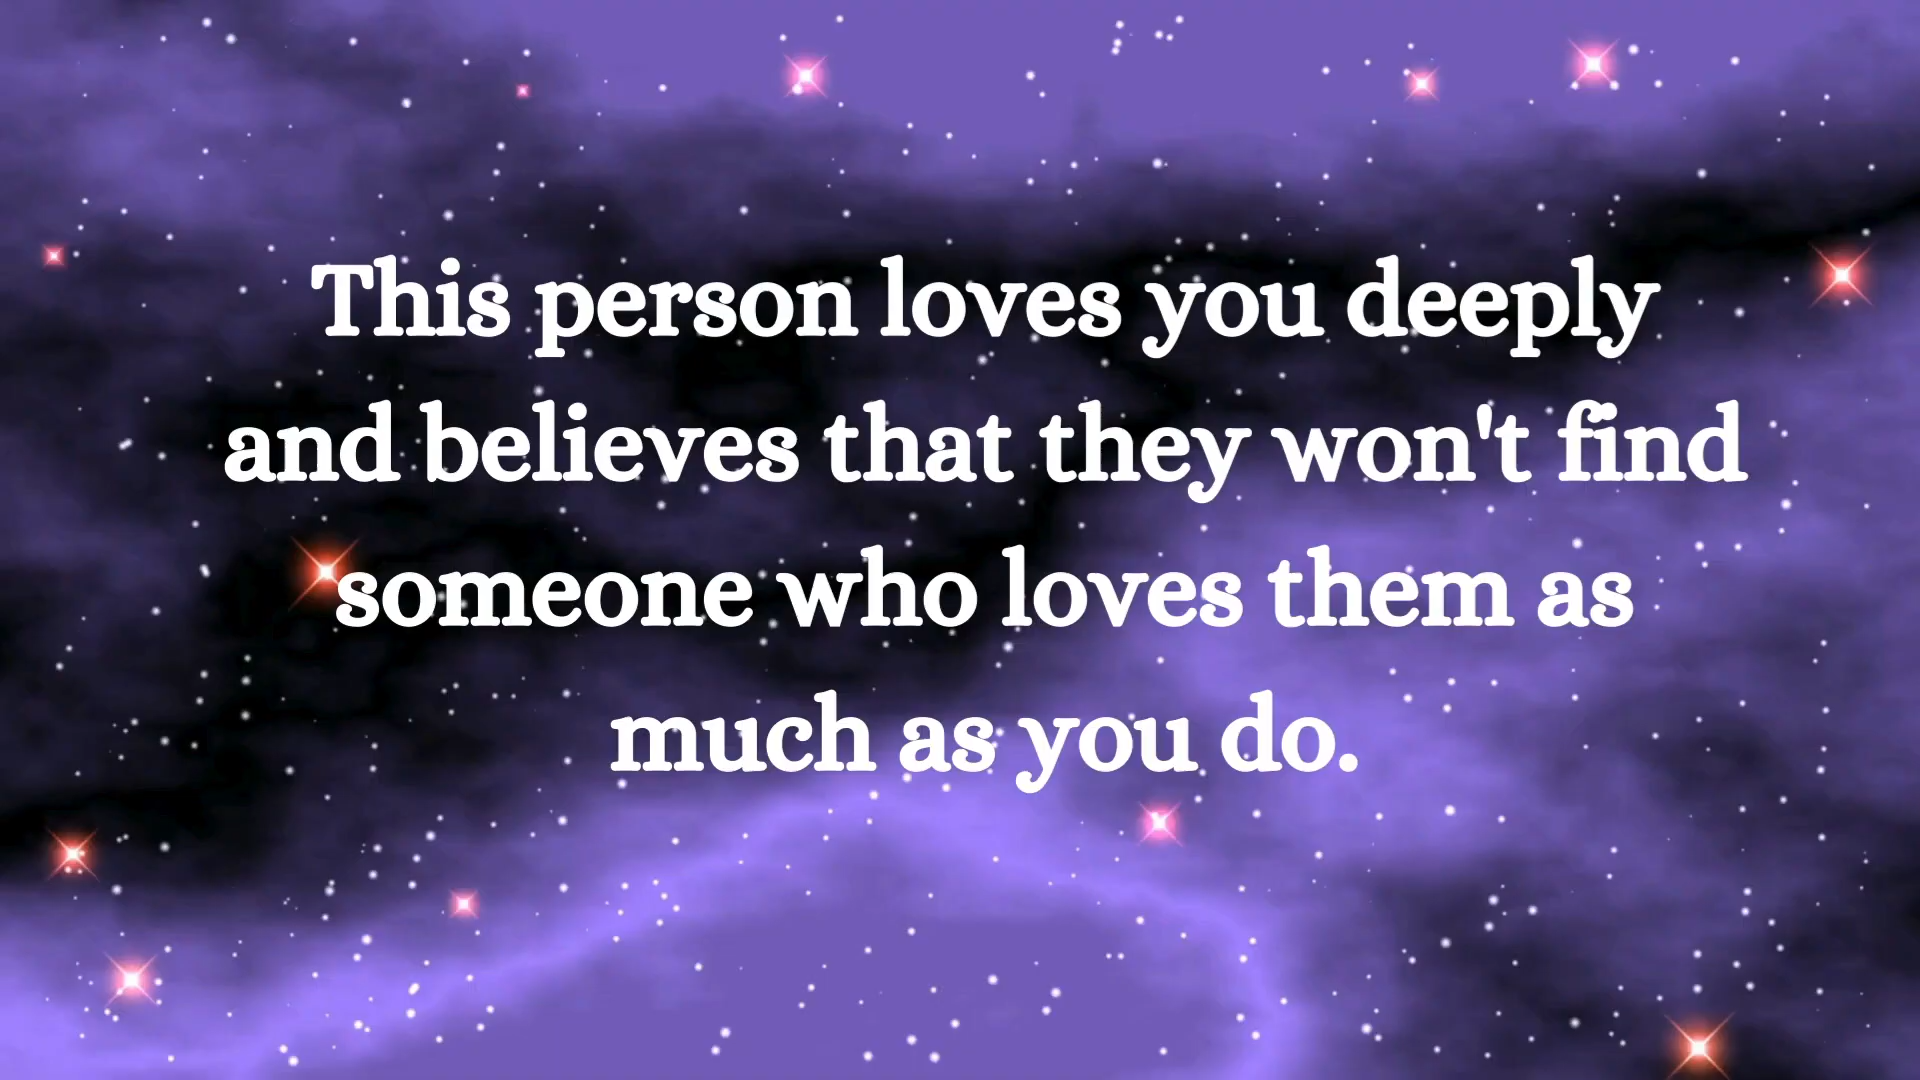 This person loves you deeply
and believes that they won't find
someone who loves them as
much as you do.